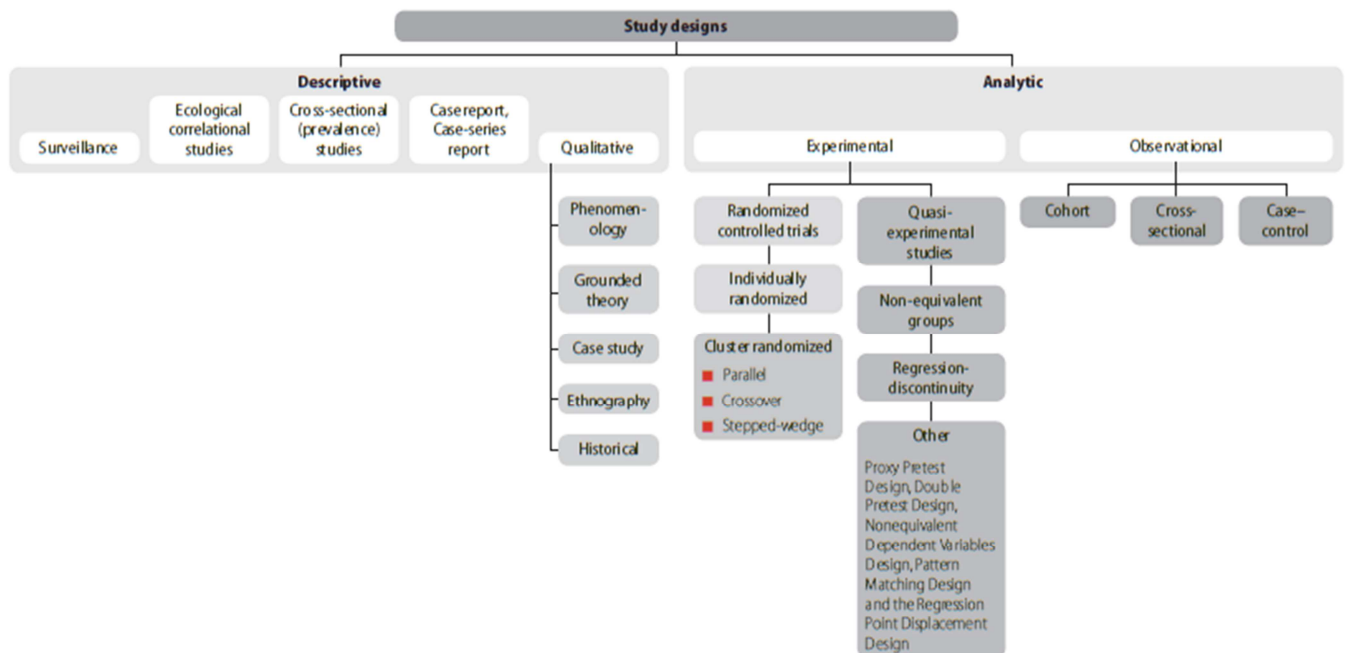 Study designs
Descriptive
Surveillance
Ecological
correlational
studies
Cross-sectional
(prevalence)
studies
Case report,
Case-series
report
Qualitative
Phenomen-
ology
Grounded
theory
Case study
Ethnography
Historical
Analytic
Experimental
Randomized
controlled trials
Individually
randomized
Cluster randomized
Parallel
Crossover
Stepped-wedge
Quasi-
experimental
studies
Non-equivalent
groups
Regression-
discontinuity
Other
Proxy Pretest
Design, Double
Pretest Design,
Nonequivalent
Dependent Variables
Design, Pattern
Matching Design
and the Regression
Point Displacement
Design
Observational
Cohort
Cross-
sectional
Case–
control